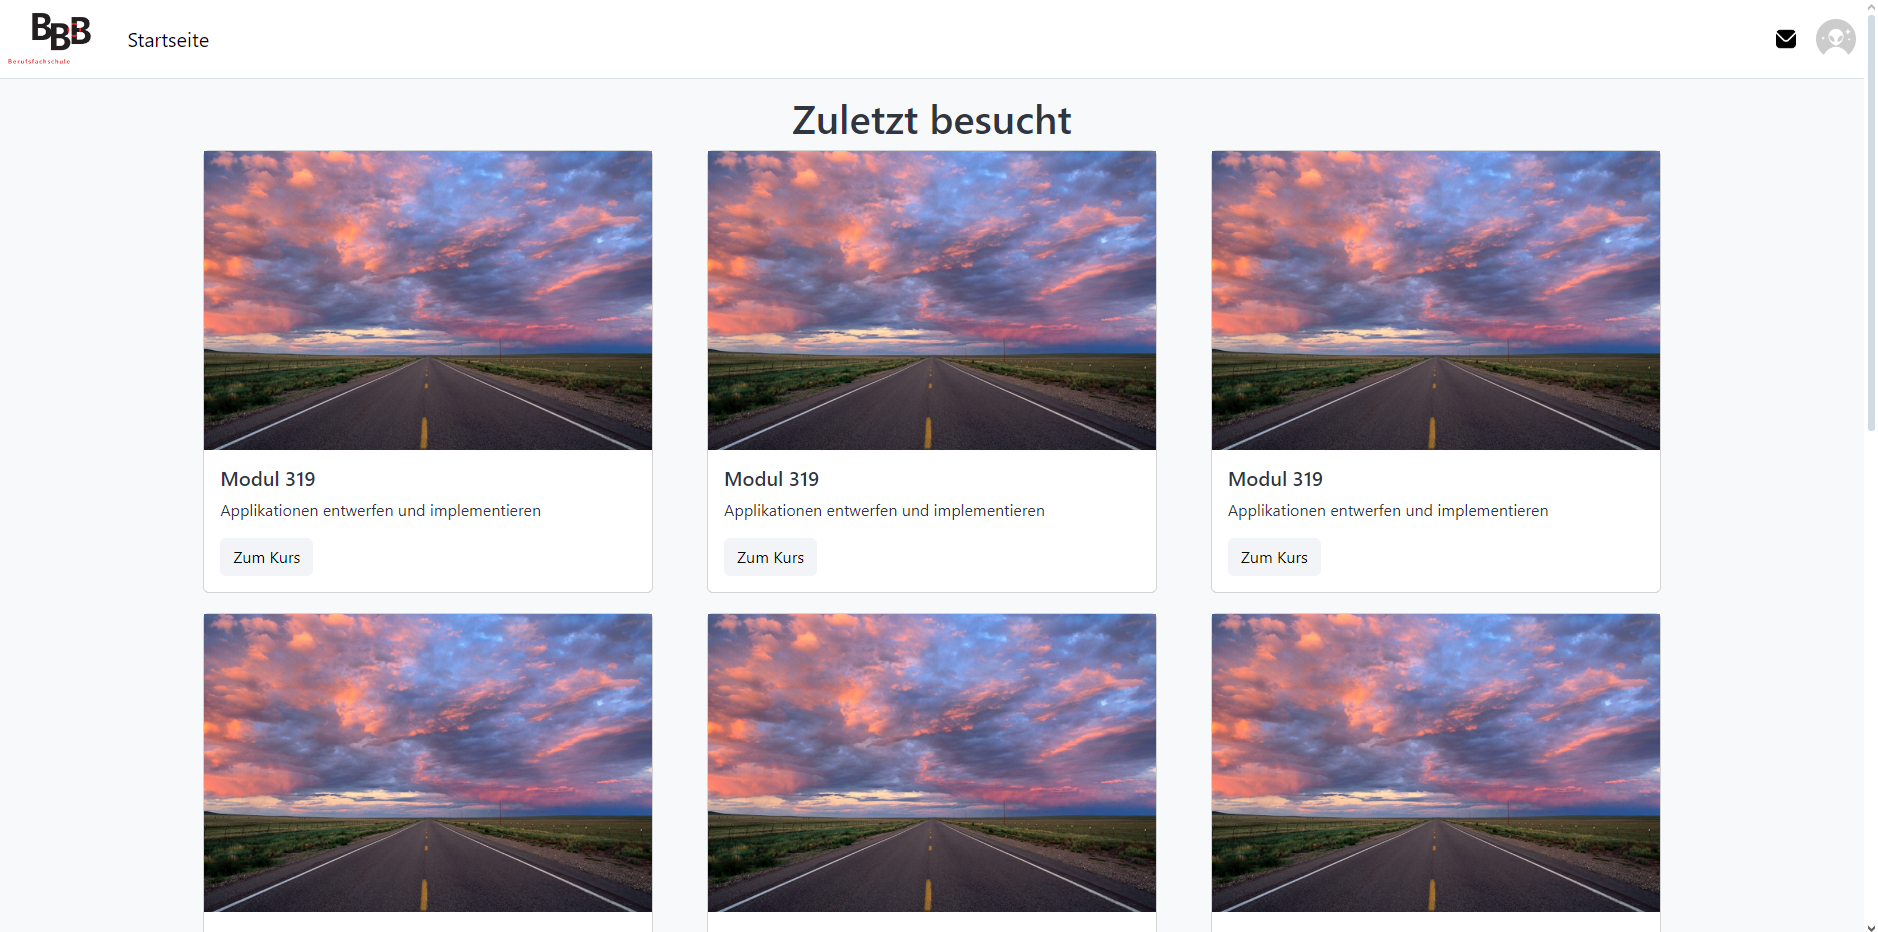 BBB
Berufsfachschule
Startseite
Zuletzt besucht
Modul 319
Applikationen entwerfen und implementieren
Zum Kurs
Modul 319
Applikationen entwerfen und implementieren
Zum Kurs
Modul 319
Applikationen entwerfen und implementieren
Zum Kurs